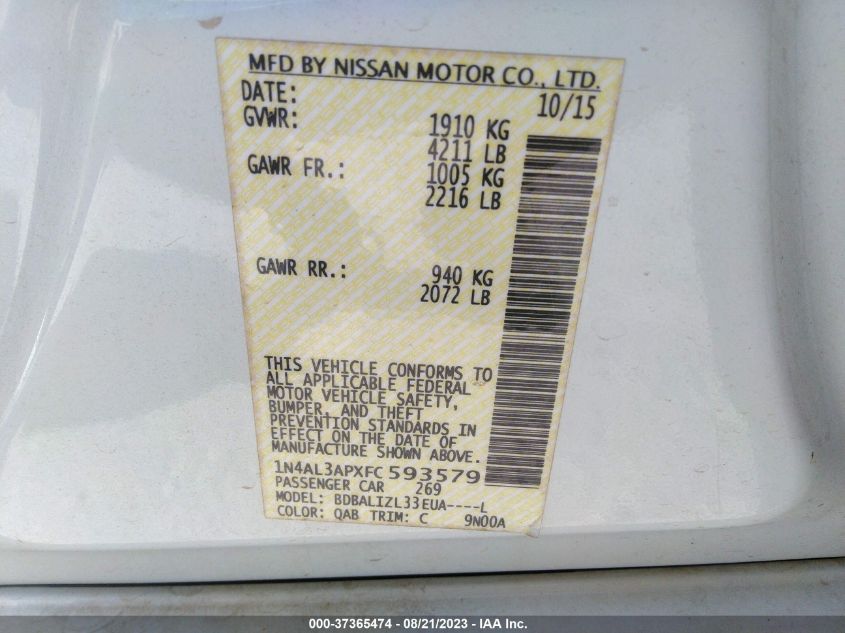 MFD BY NISSAN MOTOR CO., LTD.
DATE: 10/15
GVWR: 1910 KG
4211 LB
GAWR FR.: 1005 KG
2216 LB
GAWR RR.: 940 KG
2072 LB
THIS VEHICLE CONFORMS TO
ALL APPLICABLE FEDERAL
MOTOR VEHICLE SAFETY,
BUMPER, AND THEFT
PREVENTION STANDARDS IN
EFFECT ON THE DATE OF
MANUFACTURE SHOWN ABOVE.
1N4AL3APXFC593579
PASSENGER CAR 269
MODEL: BDBALIZL33EUA----L
COLOR: QAB TRIM: C 9N00A
000-37365474 - 08/21/2023 - IAA Inc.